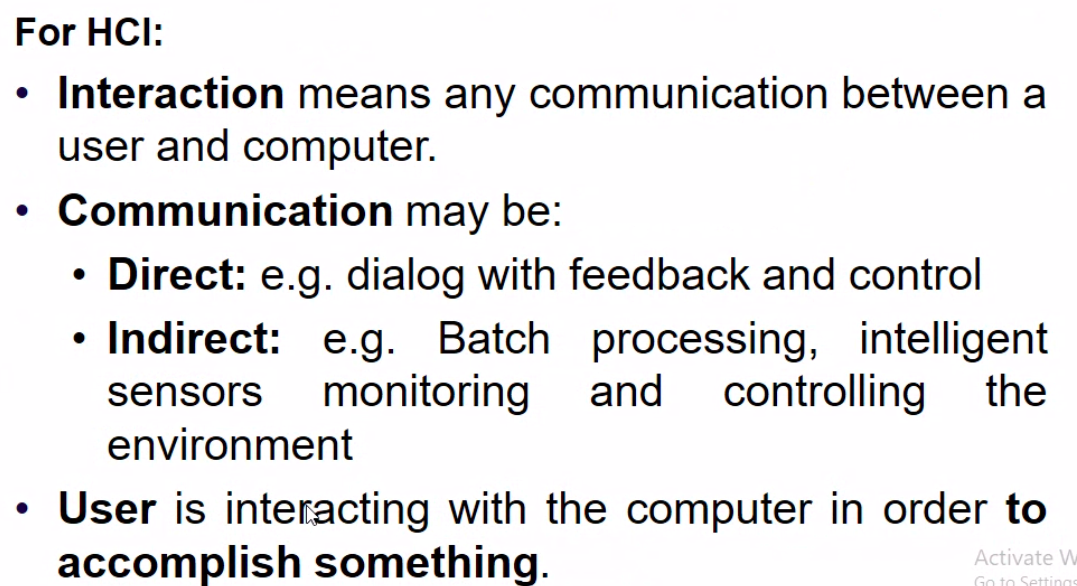 For HCI:
• Interaction means any communication between a
user and computer.
• Communication may be:
• Direct: e.g. dialog with feedback and control
• Indirect: e.g. Batch processing, intelligent
sensors monitoring and controlling the
environment
• User is interacting with the computer in order to
accomplish something.
Activate W
Go to Settings